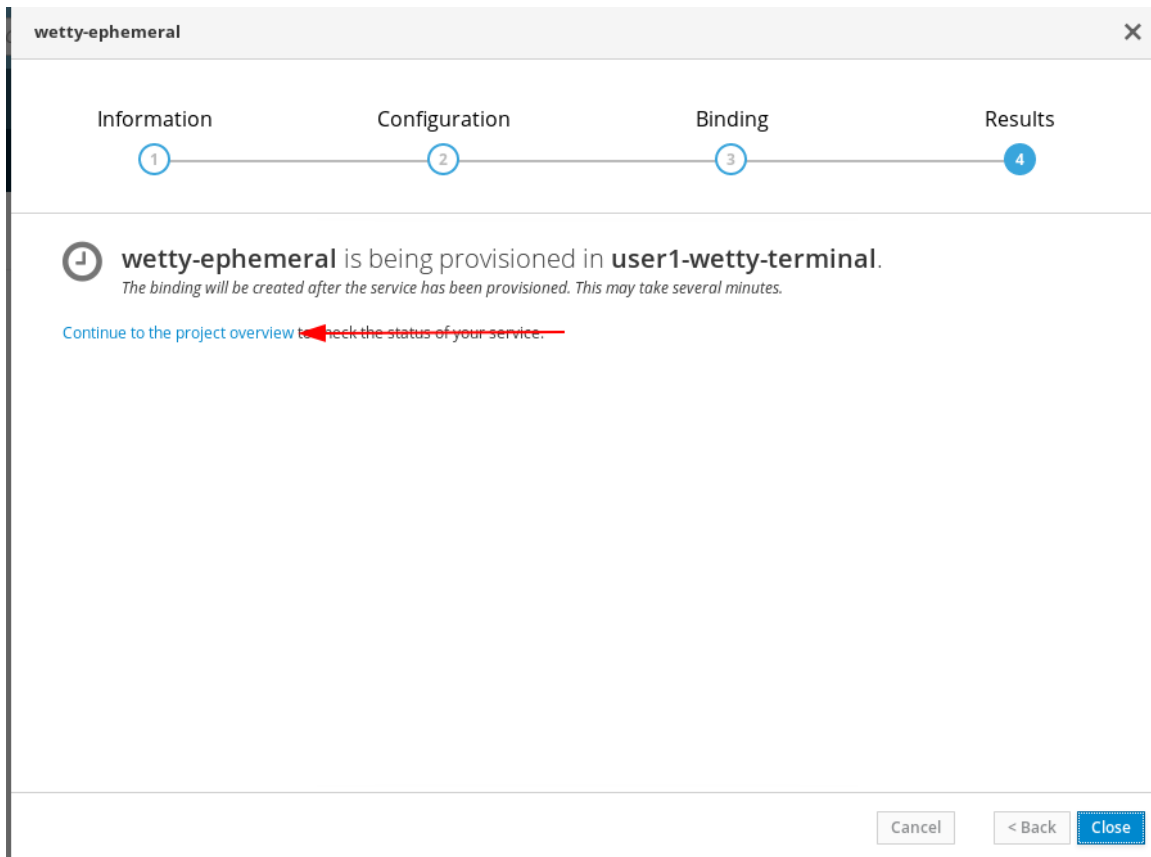 wetty-ephemeral
Information Configuration Binding Results
1 2 3 4
wetty-ephemeral is being provisioned in user1-wetty-terminal.
The binding will be created after the service has been provisioned. This may take several minutes.
Continue to the project overview to check the status of your service.
Cancel < Back Close